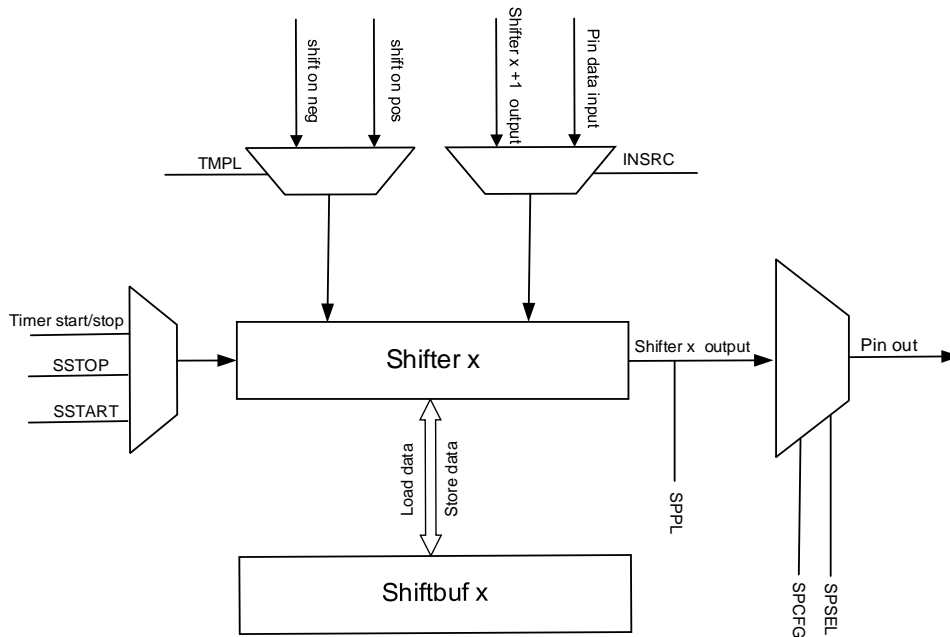 shift on neg
shift on pos
Shifter x +1 output
Pin data input
TMPL
INSRC
Timer start/stop
SSTOP
SSTART
Shifter x
Shifter x output
Pin out
Load data
Store data
SPPL
SPCFG
SPSEL
Shiftbuf x